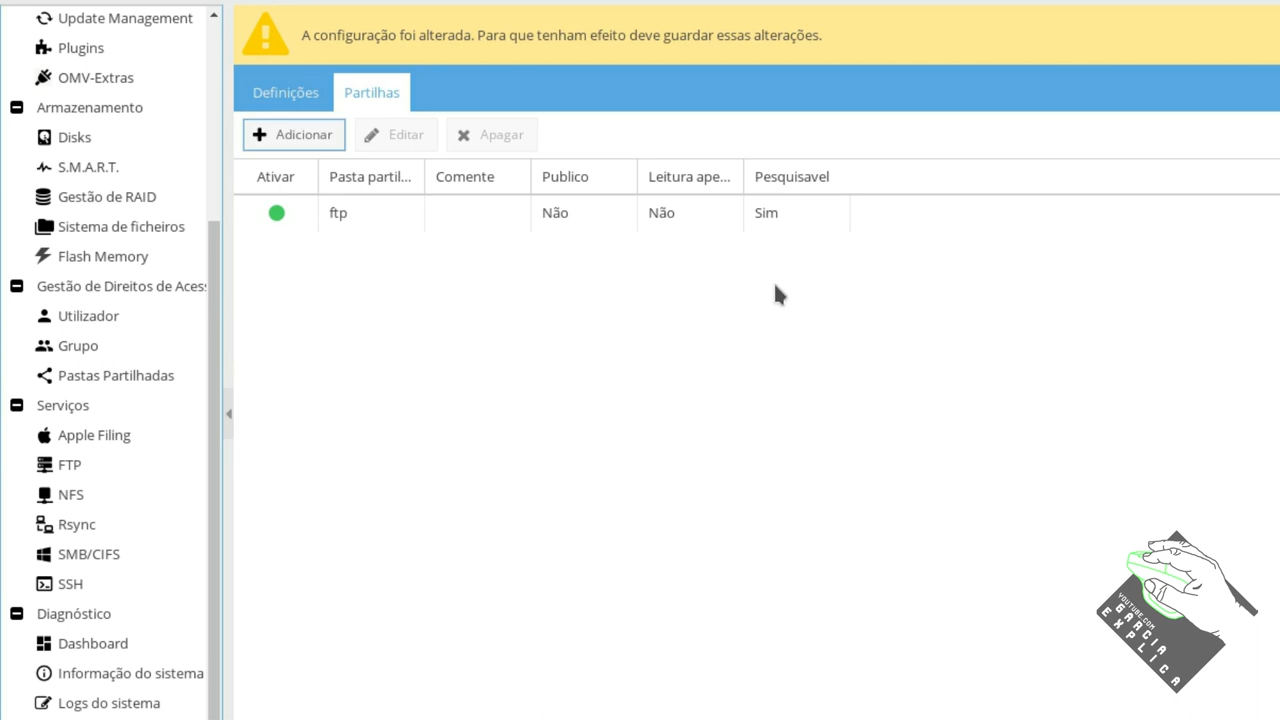 Update Management
Plugins
OMV-Extras
Armazenamento
Disks
S.M.A.R.T.
Gestão de RAID
Sistema de ficheiros
Flash Memory
Gestão de Direitos de Aces
Utilizador
Grupo
Pastas Partilhadas
Serviços
Apple Filing
FTP
NFS
Rsync
SMB/CIFS
SSH
Diagnóstico
Dashboard
Informação do sistema
Logs do sistema
A configuração foi alterada. Para que tenham efeito deve guardar essas alterações.
Definições Partilhas
Adicionar Editar Apagar
Ativar Pasta partil... Comente Publico Leitura ape... Pesquisavel
ftp Não Não Sim
YOUTUBE.COM
GARCIA
EXPLICA